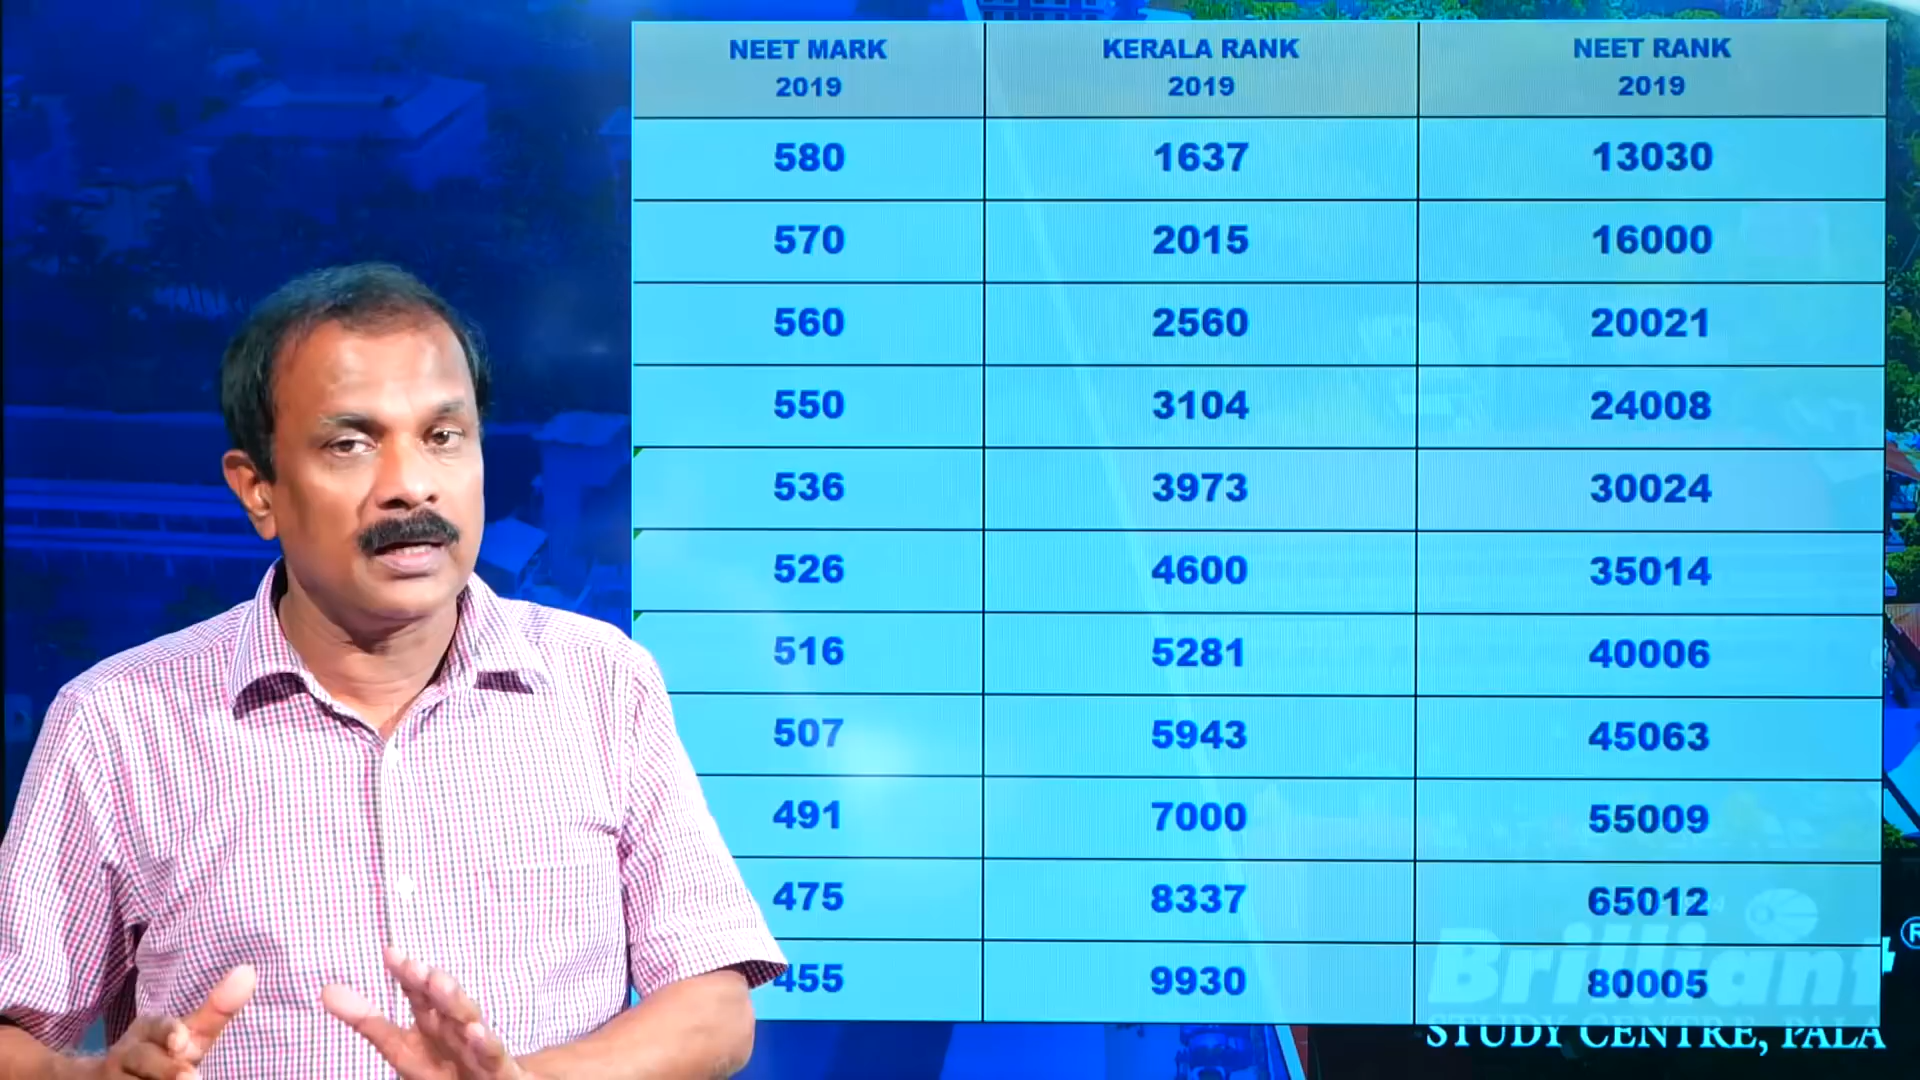 NEET MARK KERALA RANK NEET RANK
2019 2019 2019
580 1637 13030
570 2015 16000
560 2560 20021
550 3104 24008
536 3973 30024
526 4600 35014
516 5281 40006
507 5943 45063
491 7000 55009
475 8337 65012
455 9930 80005
Brilliant ®
STUDY CENTRE, PALA